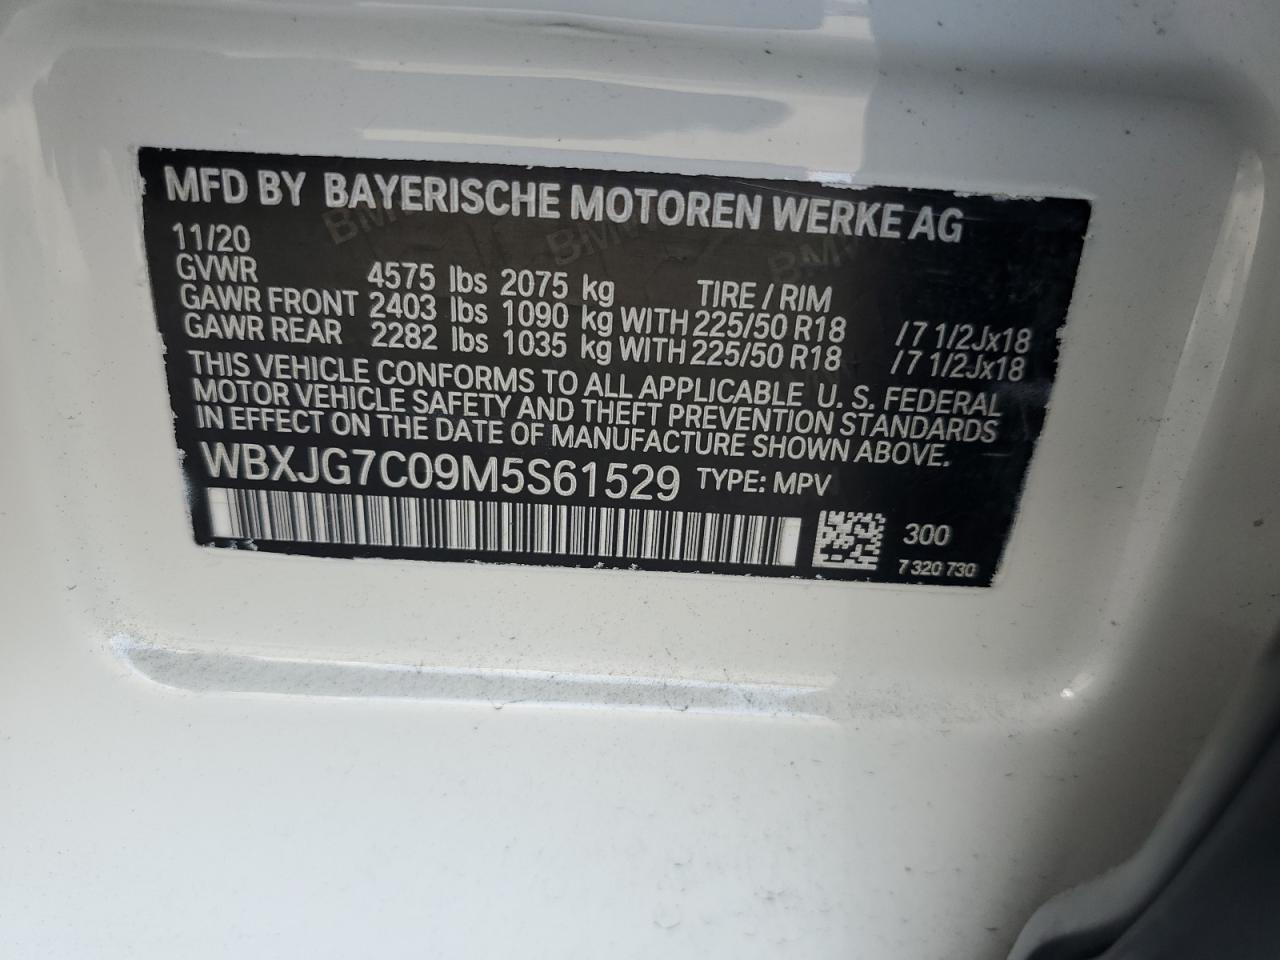 MFD BY BAYERISCHE MOTOREN WERKE AG
11/20
GVWR 4575 lbs 2075 kg TIRE / RIM
GAWR FRONT 2403 lbs 1090 kg WITH 225/50 R18 /7 1/2Jx18
GAWR REAR 2282 lbs 1035 kg WITH 225/50 R18 /7 1/2Jx18
THIS VEHICLE CONFORMS TO ALL APPLICABLE U. S. FEDERAL
MOTOR VEHICLE SAFETY AND THEFT PREVENTION STANDARDS
IN EFFECT ON THE DATE OF MANUFACTURE SHOWN ABOVE.
WBXJG7C09M5S61529 TYPE: MPV
300
7 320 730